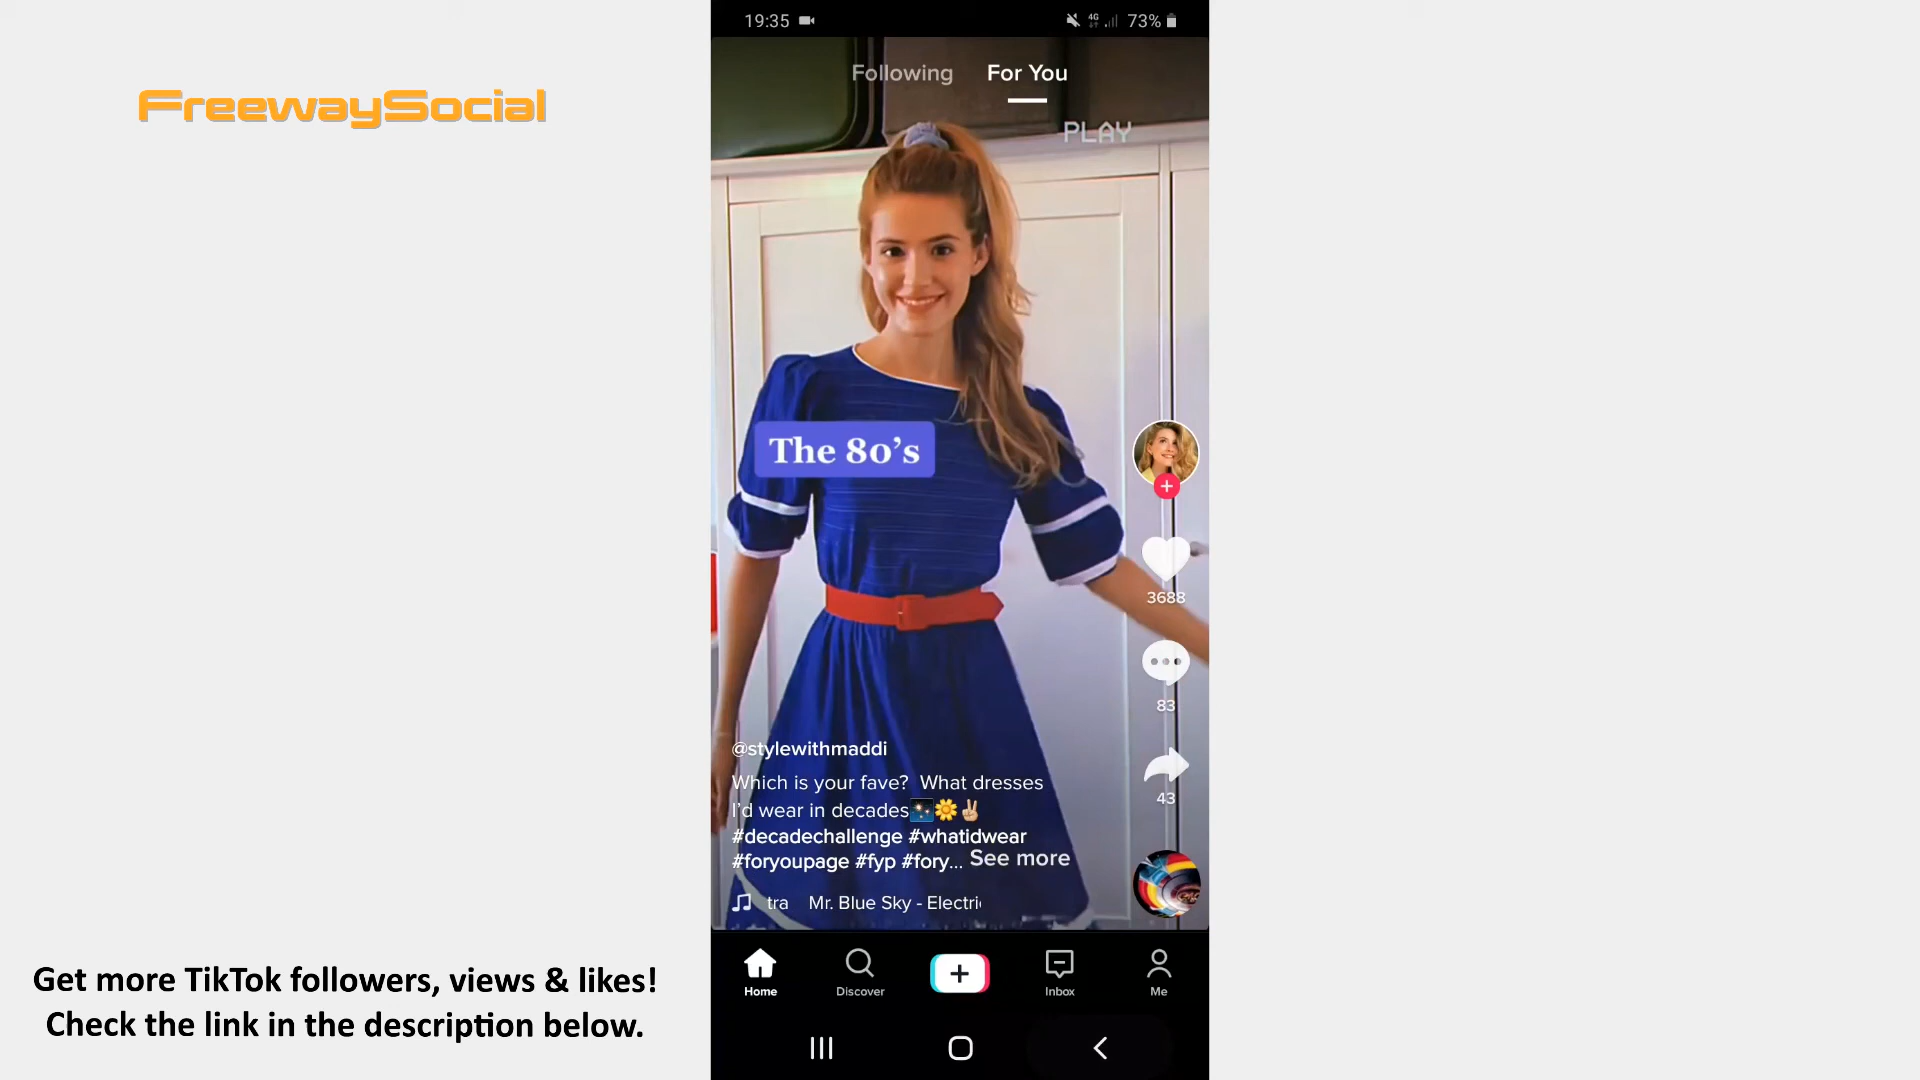 FreewaySocial
19:35
4G
73%
Following
For You
PLAY
The 80's
3688
83
43
@stylewithmaddi
Which is your fave? What dresses
I'd wear in decades🎇🌼✌🏼
#decadechallenge #whatidwear
#foryoupage #fyp #fory... See more
tra Mr. Blue Sky - Electri
Home
Discover
Inbox
Me
Get more TikTok followers, views & likes!
Check the link in the description below.